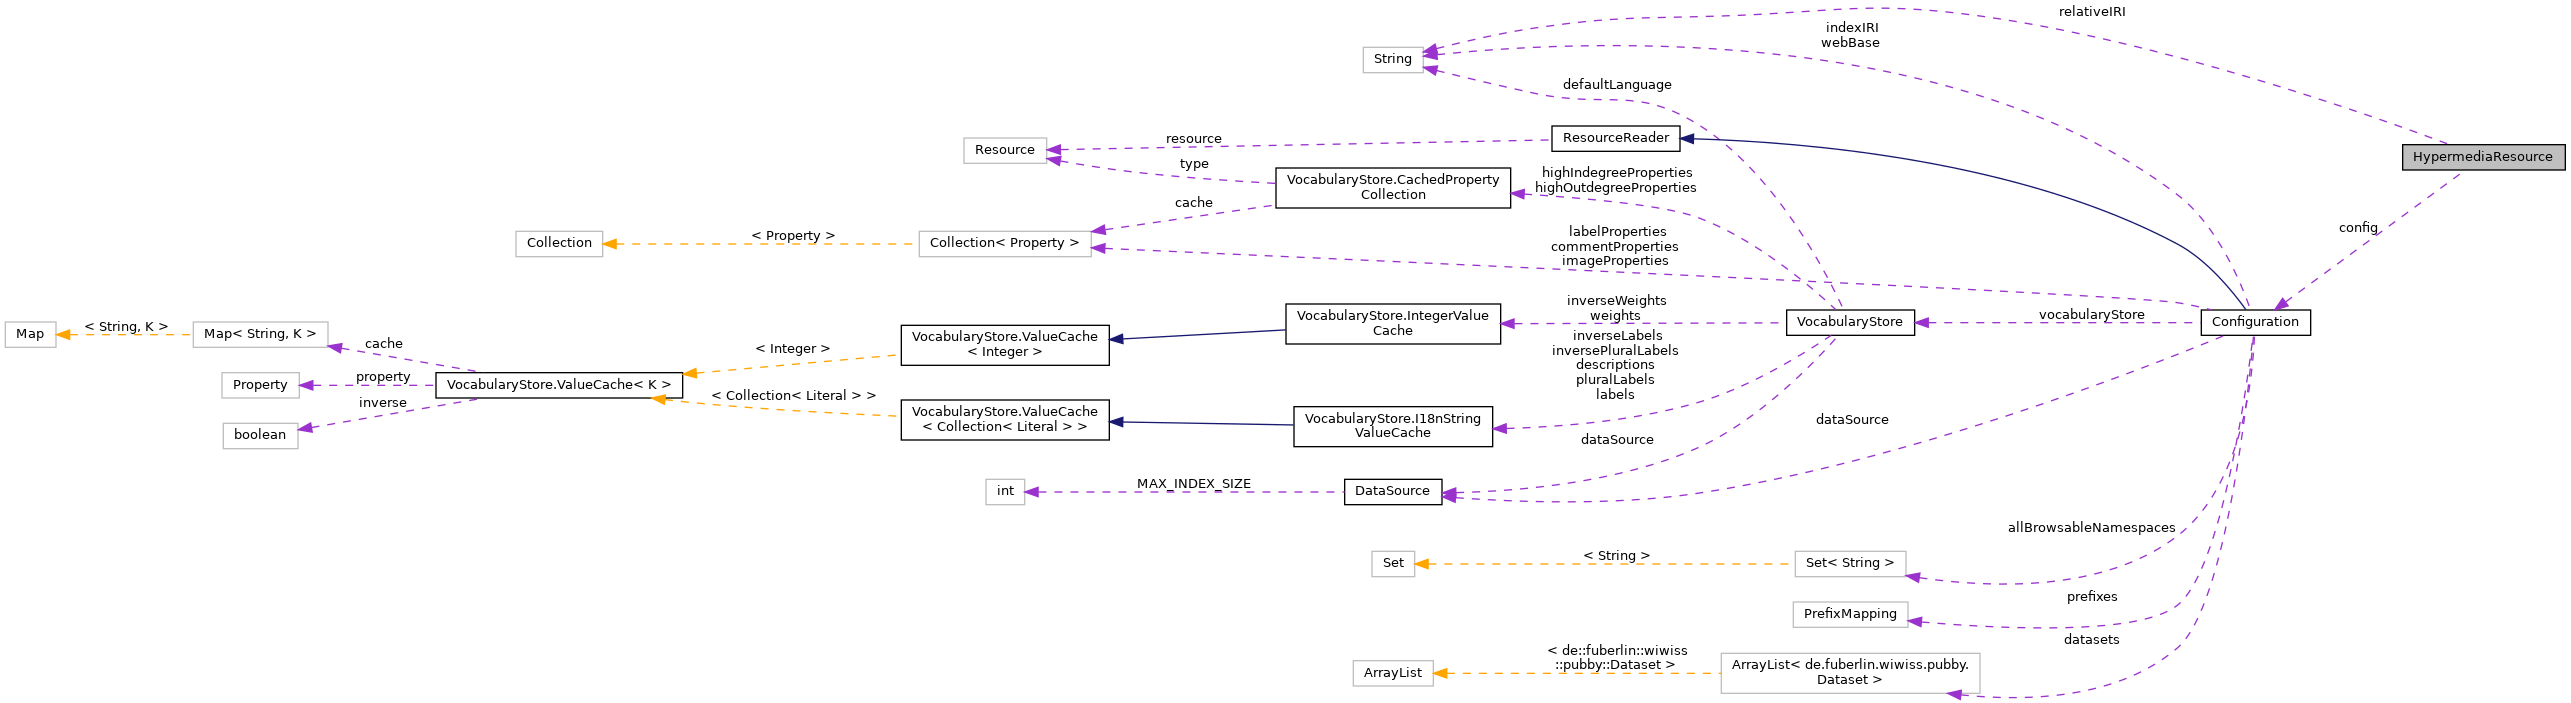 relativeIRI
indexIRI
webBase
String
defaultLanguage
ResourceReader
resource
Resource
HypermediaResource
type
highIndegreeProperties
highOutdegreeProperties
VocabularyStore.CachedProperty
Collection
cache
config
labelProperties
commentProperties
imageProperties
< Property >
Collection
Collection< Property >
inverseWeights
weights
vocabularyStore
VocabularyStore.IntegerValue
Cache
VocabularyStore
Configuration
< String, K >
Map
Map< String, K >
VocabularyStore.ValueCache
< Integer >
inverseLabels
inversePluralLabels
descriptions
pluralLabels
labels
cache
< Integer >
property
Property
VocabularyStore.ValueCache< K >
< Collection< Literal > >
inverse
VocabularyStore.ValueCache
< Collection< Literal > >
VocabularyStore.I18nString
ValueCache
dataSource
boolean
dataSource
MAX_INDEX_SIZE
int
DataSource
allBrowsableNamespaces
< String >
Set
Set< String >
prefixes
PrefixMapping
datasets
< de::fuberlin::wiwiss
::pubby::Dataset >
ArrayList
ArrayList< de.fuberlin.wiwiss.pubby.
Dataset >